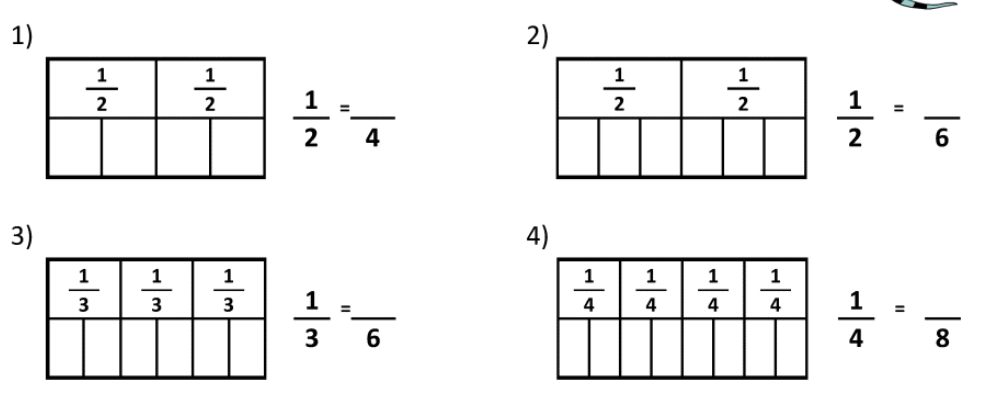 1)
1/2 1/2
1/2 = __/4
2)
1/2 1/2
1/2 = __/6
3)
1/3 1/3 1/3
1/3 = __/6
4)
1/4 1/4 1/4 1/4
1/4 = __/8